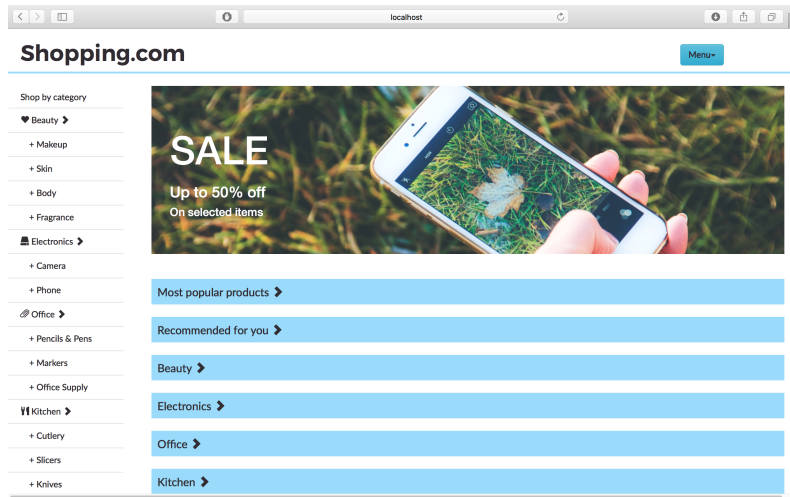 localhost
Shopping.com
Menu
Shop by category
Beauty
+ Makeup
+ Skin
+ Body
+ Fragrance
Electronics
+ Camera
+ Phone
Office
+ Pencils & Pens
+ Markers
+ Office Supply
Kitchen
+ Cutlery
+ Slicers
+ Knives
SALE
Up to 50% off
On selected items
Most popular products
Recommended for you
Beauty
Electronics
Office
Kitchen